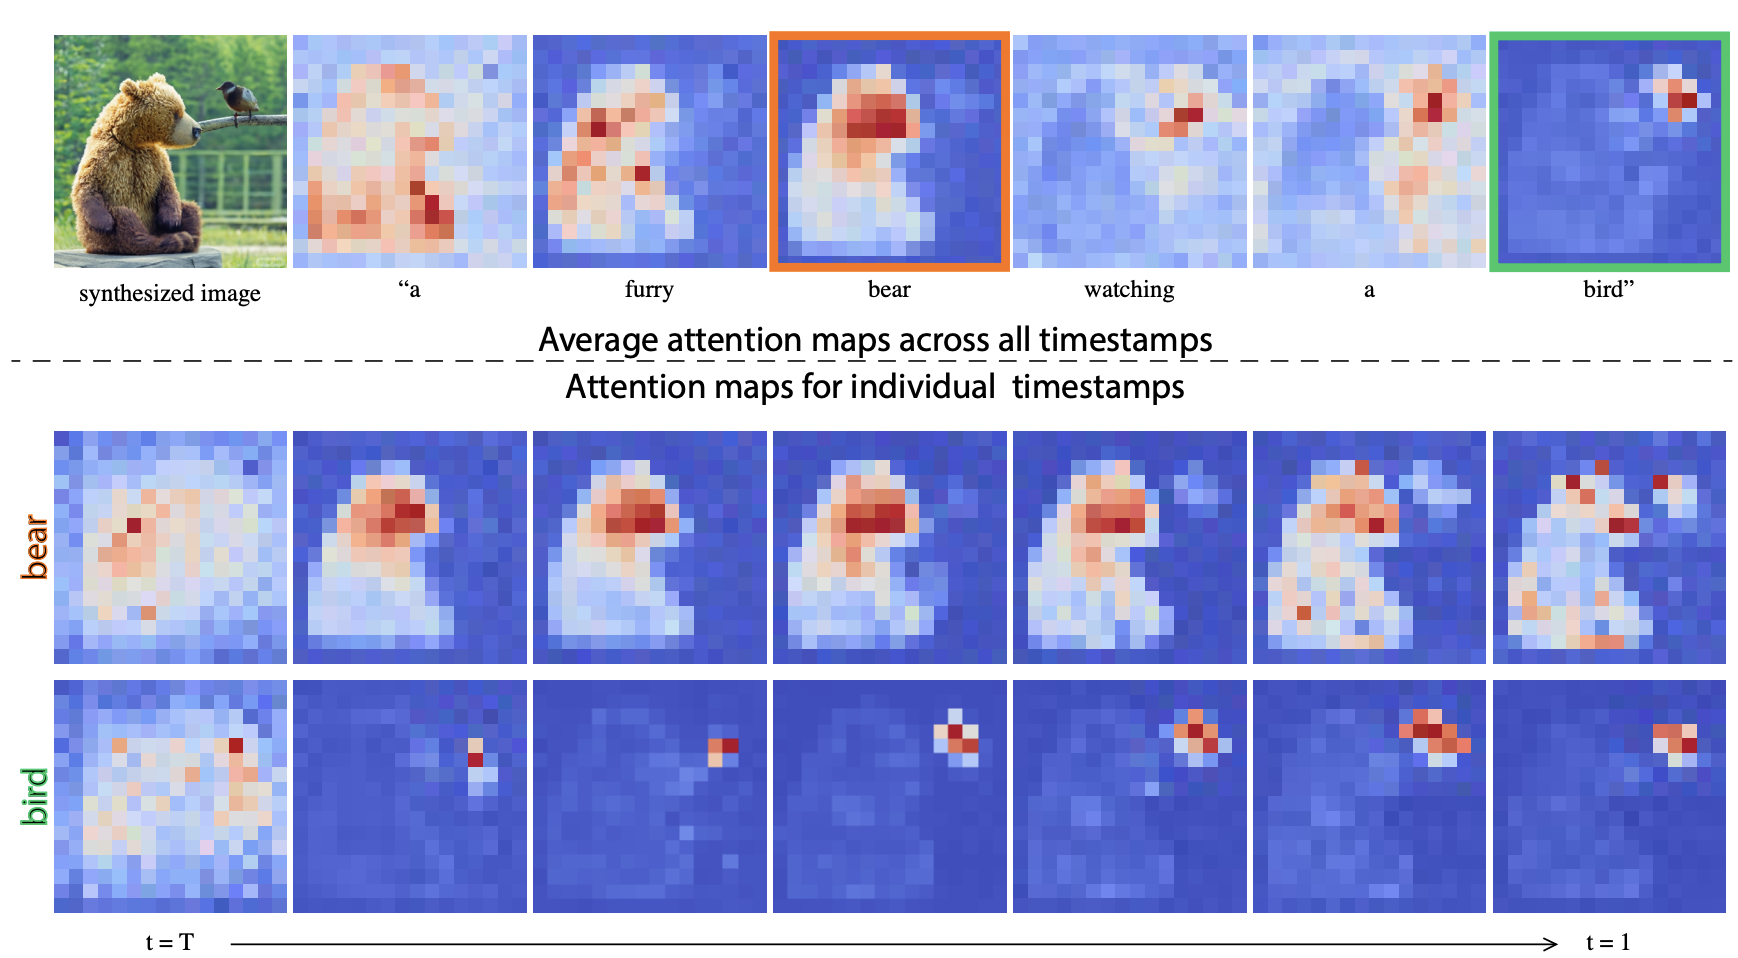 synthesized image
“a
furry
bear
watching
a
bird”
Average attention maps across all timestamps
Attention maps for individual timestamps
bear
bird
t = T
t = 1